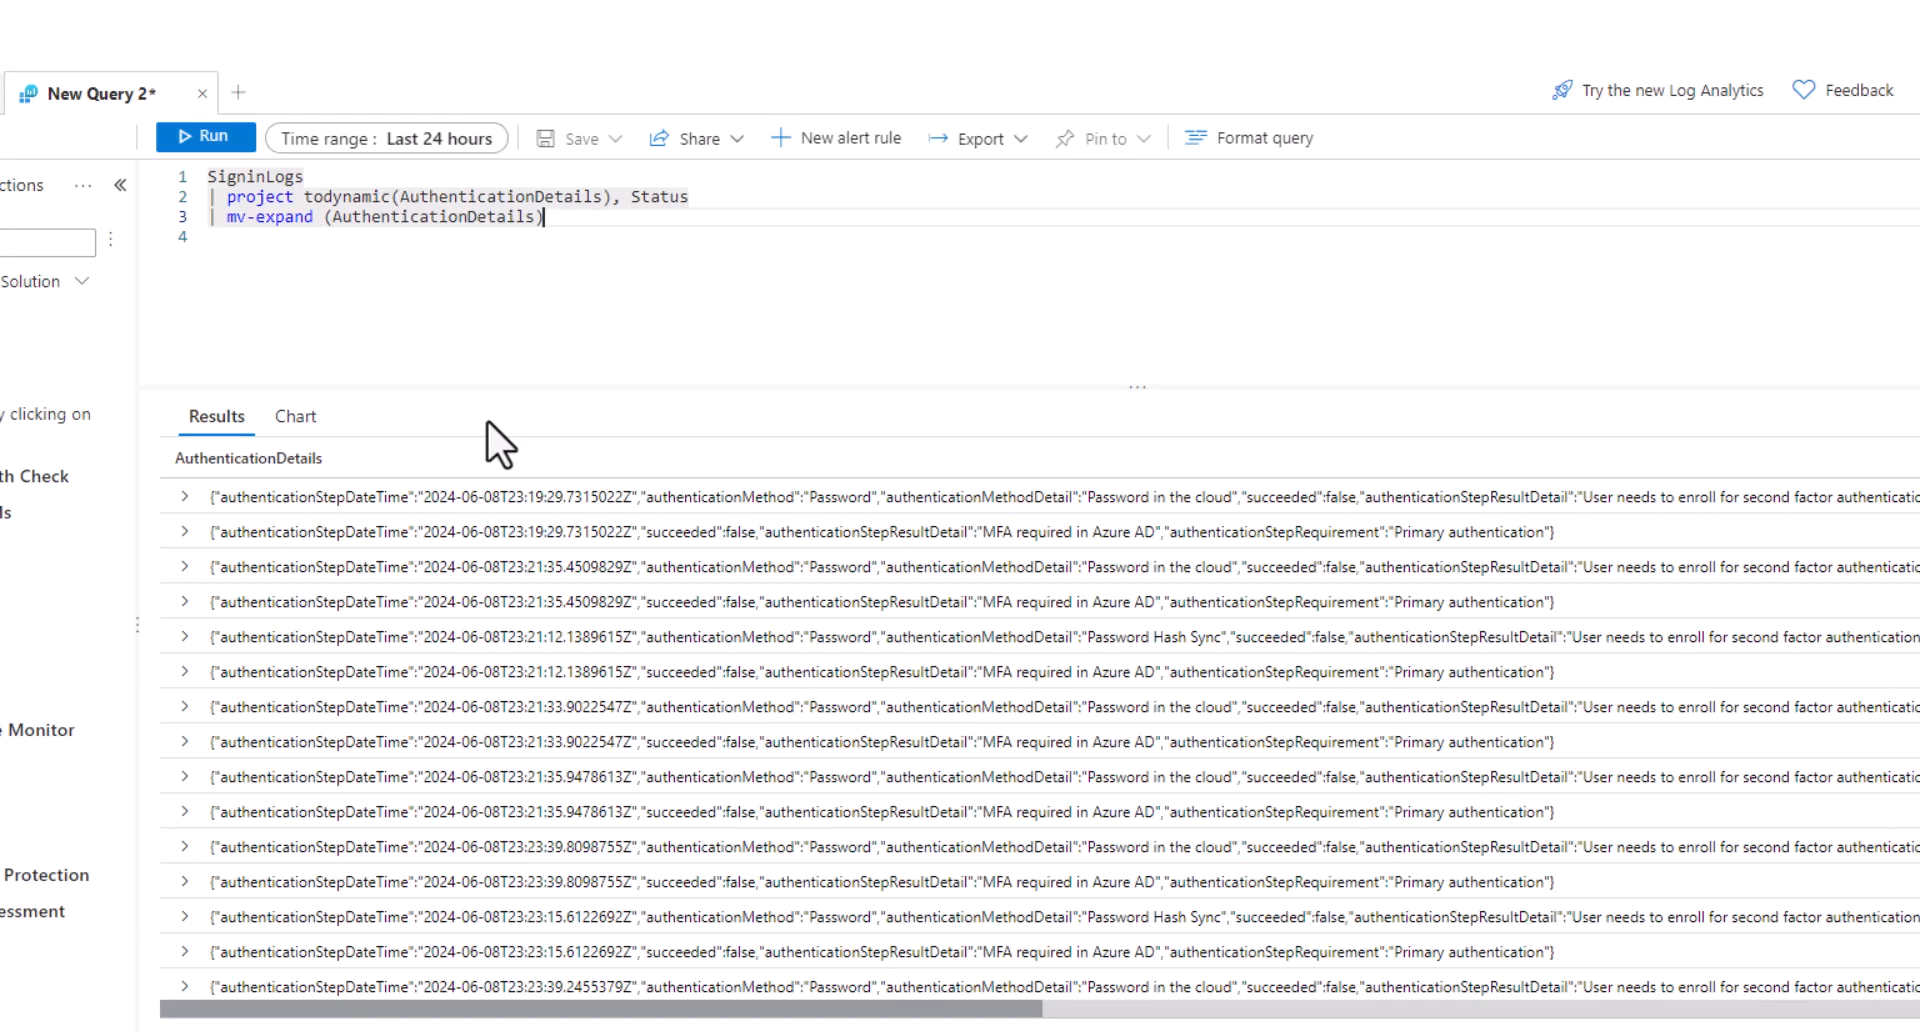 New Query 2*
Try the new Log Analytics
Feedback
Run
Time range : Last 24 hours
Save
Share
New alert rule
Export
Pin to
Format query
ctions
1 SigninLogs
2 | project todynamic(AuthenticationDetails), Status
3 | mv-expand (AuthenticationDetails)
4
Solution
y clicking on
th Check
ls
e Monitor
Protection
essment
Results
Chart
AuthenticationDetails
{"authenticationStepDateTime":"2024-06-08T23:19:29.7315022Z","authenticationMethod":"Password","authenticationMethodDetail":"Password in the cloud","succeeded":false,"authenticationStepResultDetail":"User needs to enroll for second factor authenticatio
{"authenticationStepDateTime":"2024-06-08T23:19:29.7315022Z","succeeded":false,"authenticationStepResultDetail":"MFA required in Azure AD","authenticationStepRequirement":"Primary authentication"}
{"authenticationStepDateTime":"2024-06-08T23:21:35.4509829Z","authenticationMethod":"Password","authenticationMethodDetail":"Password in the cloud","succeeded":false,"authenticationStepResultDetail":"User needs to enroll for second factor authenticatio
{"authenticationStepDateTime":"2024-06-08T23:21:35.4509829Z","succeeded":false,"authenticationStepResultDetail":"MFA required in Azure AD","authenticationStepRequirement":"Primary authentication"}
{"authenticationStepDateTime":"2024-06-08T23:21:12.1389615Z","authenticationMethod":"Password","authenticationMethodDetail":"Password Hash Sync","succeeded":false,"authenticationStepResultDetail":"User needs to enroll for second factor authentication
{"authenticationStepDateTime":"2024-06-08T23:21:12.1389615Z","succeeded":false,"authenticationStepResultDetail":"MFA required in Azure AD","authenticationStepRequirement":"Primary authentication"}
{"authenticationStepDateTime":"2024-06-08T23:21:33.9022547Z","authenticationMethod":"Password","authenticationMethodDetail":"Password in the cloud","succeeded":false,"authenticationStepResultDetail":"User needs to enroll for second factor authenticatio
{"authenticationStepDateTime":"2024-06-08T23:21:33.9022547Z","succeeded":false,"authenticationStepResultDetail":"MFA required in Azure AD","authenticationStepRequirement":"Primary authentication"}
{"authenticationStepDateTime":"2024-06-08T23:21:35.9478613Z","authenticationMethod":"Password","authenticationMethodDetail":"Password in the cloud","succeeded":false,"authenticationStepResultDetail":"User needs to enroll for second factor authenticatio
{"authenticationStepDateTime":"2024-06-08T23:21:35.9478613Z","succeeded":false,"authenticationStepResultDetail":"MFA required in Azure AD","authenticationStepRequirement":"Primary authentication"}
{"authenticationStepDateTime":"2024-06-08T23:23:39.8098755Z","authenticationMethod":"Password","authenticationMethodDetail":"Password in the cloud","succeeded":false,"authenticationStepResultDetail":"User needs to enroll for second factor authenticatio
{"authenticationStepDateTime":"2024-06-08T23:23:39.8098755Z","succeeded":false,"authenticationStepResultDetail":"MFA required in Azure AD","authenticationStepRequirement":"Primary authentication"}
{"authenticationStepDateTime":"2024-06-08T23:23:15.6122692Z","authenticationMethod":"Password","authenticationMethodDetail":"Password Hash Sync","succeeded":false,"authenticationStepResultDetail":"User needs to enroll for second factor authentication
{"authenticationStepDateTime":"2024-06-08T23:23:15.6122692Z","succeeded":false,"authenticationStepResultDetail":"MFA required in Azure AD","authenticationStepRequirement":"Primary authentication"}
{"authenticationStepDateTime":"2024-06-08T23:23:39.2455379Z","authenticationMethod":"Password","authenticationMethodDetail":"Password in the cloud","succeeded":false,"authenticationStepResultDetail":"User needs to enroll for second factor authenticatio